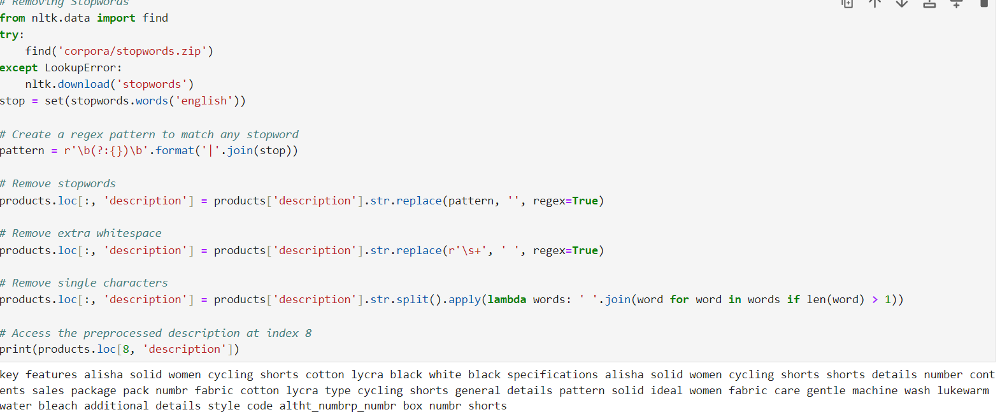 # Removing Stopwords
from nltk.data import find
try:
    find('corpora/stopwords.zip')
except LookupError:
    nltk.download('stopwords')
stop = set(stopwords.words('english'))

# Create a regex pattern to match any stopword
pattern = r'\b(?:{})\b'.format('|'.join(stop))

# Remove stopwords
products.loc[:, 'description'] = products['description'].str.replace(pattern, '', regex=True)

# Remove extra whitespace
products.loc[:, 'description'] = products['description'].str.replace(r'\s+', ' ', regex=True)

# Remove single characters
products.loc[:, 'description'] = products['description'].str.split().apply(lambda words: ' '.join(word for word in words if len(word) > 1))

# Access the preprocessed description at index 8
print(products.loc[8, 'description'])
key features alisha solid women cycling shorts cotton lycra black white black specifications alisha solid women cycling shorts shorts details number cont
ents sales package pack numbr fabric cotton lycra type cycling shorts general details pattern solid ideal women fabric care gentle machine wash lukewarm
water bleach additional details style code altht_numbrp_numbr box numbr shorts